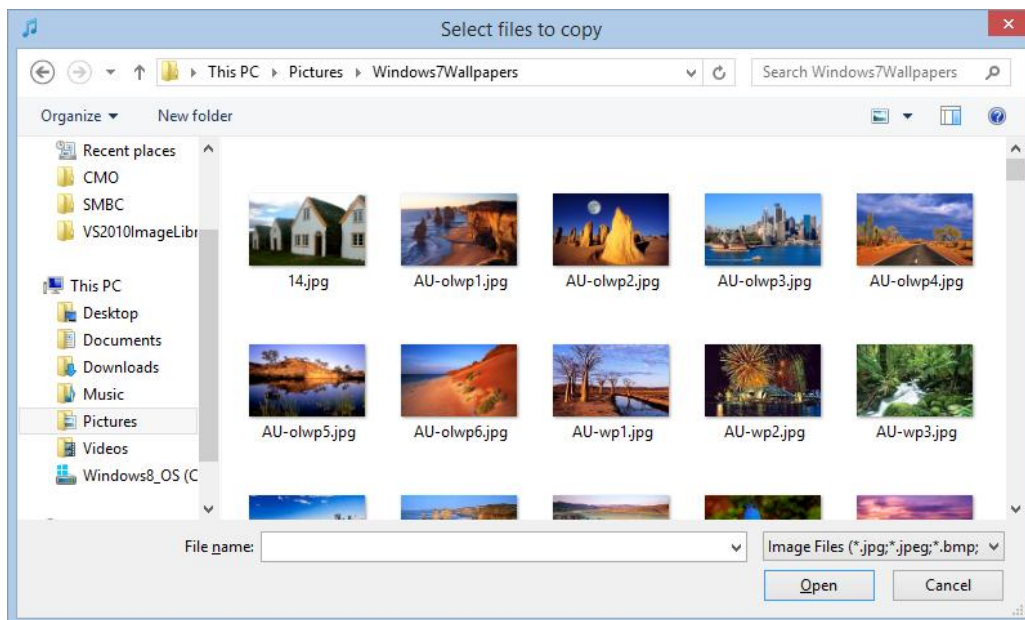 Select files to copy
This PC Pictures Windows7Wallpapers
Search Windows7Wallpapers
Organize New folder
Recent places
CMO
SMBC
VS2010ImageLibr
This PC
Desktop
Documents
Downloads
Music
Pictures
Videos
Windows8_OS (C
14.jpg AU-olwp1.jpg AU-olwp2.jpg AU-olwp3.jpg AU-olwp4.jpg
AU-olwp5.jpg AU-olwp6.jpg AU-wp1.jpg AU-wp2.jpg AU-wp3.jpg
File name: Image Files (*.jpg;*.jpeg;*.bmp;
Open Cancel